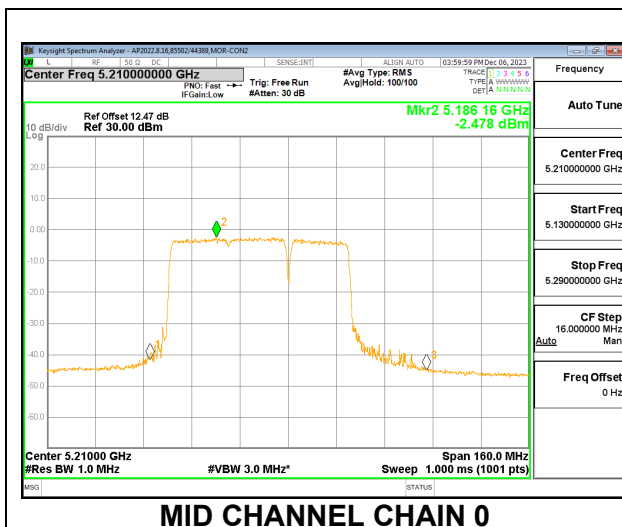 Keysight Spectrum Analyzer - AP2022.8.16,85502/44389,MOR-CON2
LXI L RF 50 Ω DC SENSE:INT ALIGN AUTO 03:59:59 PM Dec 06, 2023
Center Freq 5.210000000 GHz
PNO: Fast
IFGain:Low
Trig: Free Run
#Atten: 30 dB
#Avg Type: RMS
Avg|Hold: 100/100
TRACE 1 2 3 4 5 6
TYPE A WWWWW
DET A N N N N N
Ref Offset 12.47 dB
Ref 30.00 dBm
10 dB/div
Log
Mkr2 5.186 16 GHz
-2.478 dBm
20.0
10.0
0.00
-10.0
-20.0
-30.0
-40.0
-50.0
-60.0
2
3
Center 5.21000 GHz
Span 160.0 MHz
#Res BW 1.0 MHz
#VBW 3.0 MHz*
Sweep 1.000 ms (1001 pts)
MSG
STATUS
Frequency
Auto Tune
Center Freq
5.210000000 GHz
Start Freq
5.130000000 GHz
Stop Freq
5.290000000 GHz
CF Step
16.000000 MHz
Auto Man
Freq Offset
0 Hz
MID CHANNEL CHAIN 0